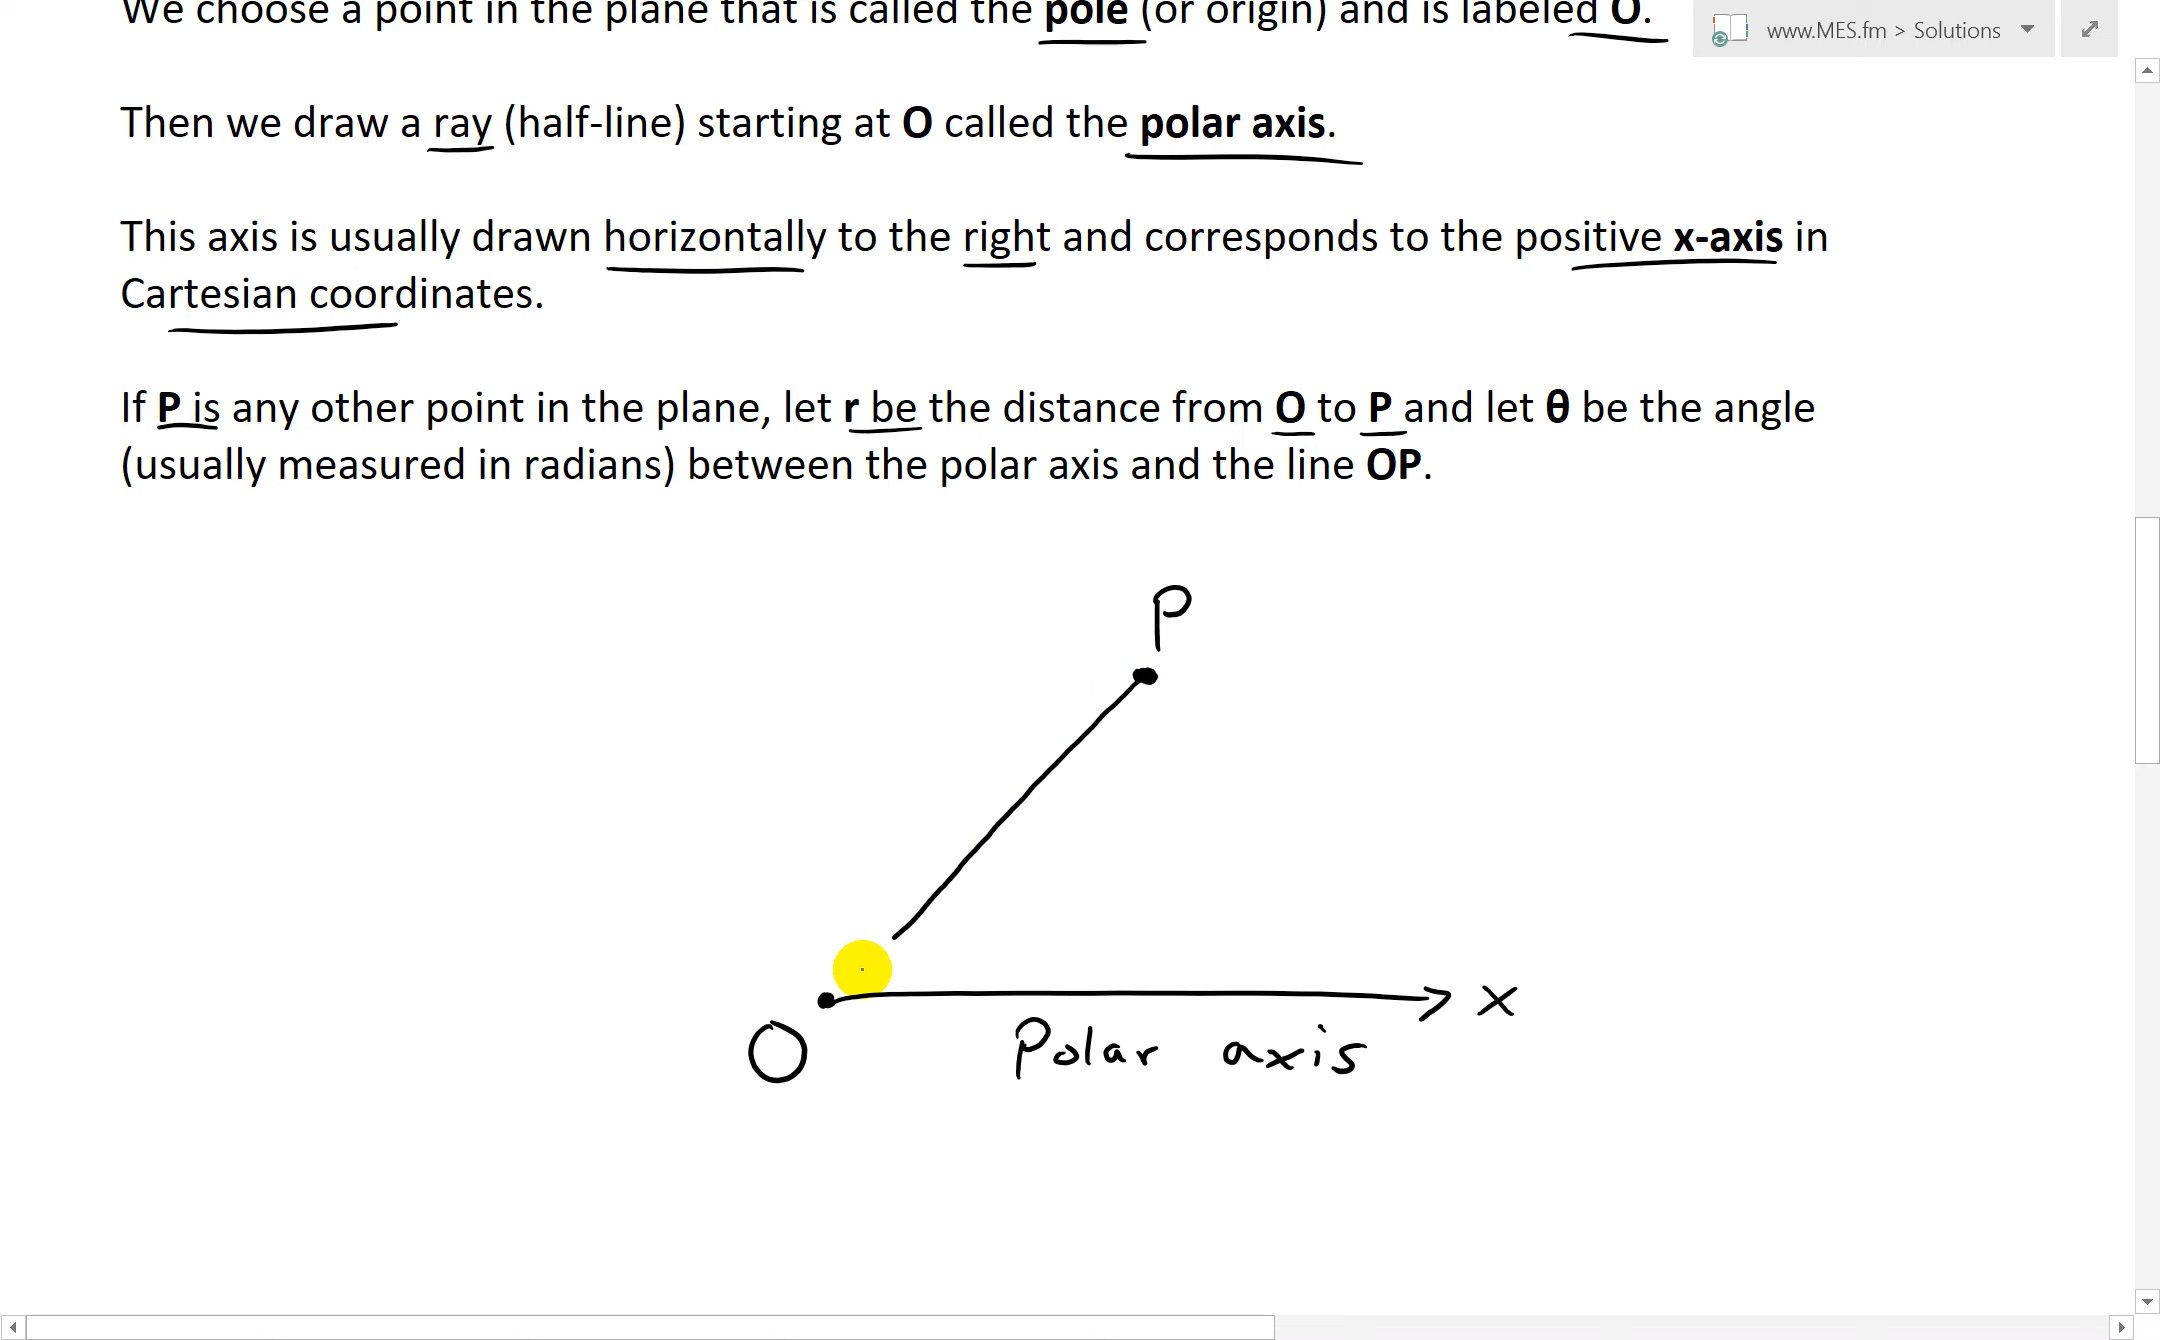 We choose a point in the plane that is called the pole (or origin) and is labeled O.
www.MES.fm > Solutions
Then we draw a ray (half-line) starting at O called the polar axis.
This axis is usually drawn horizontally to the right and corresponds to the positive x-axis in
Cartesian coordinates.
If P is any other point in the plane, let r be the distance from O to P and let θ be the angle
(usually measured in radians) between the polar axis and the line OP.
P
x
O
Polar axis